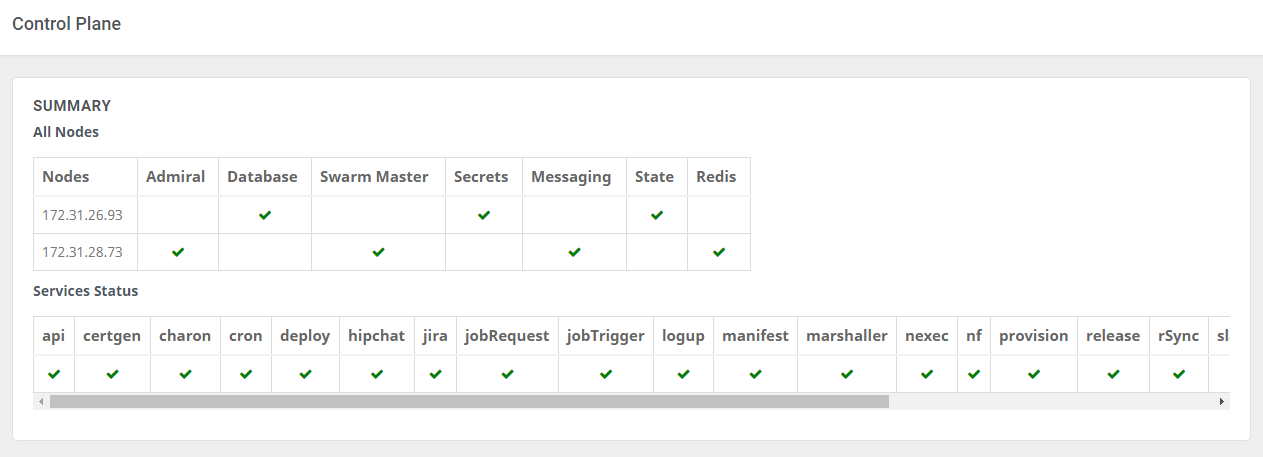 Control Plane
SUMMARY
All Nodes
Nodes Admiral Database Swarm Master Secrets Messaging State Redis
172.31.26.93 ✔ ✔ ✔
172.31.28.73 ✔ ✔ ✔ ✔
Services Status
api certgen charon cron deploy hipchat jira jobRequest jobTrigger logup manifest marshaller nexec nf provision release rSync
✔ ✔ ✔ ✔ ✔ ✔ ✔ ✔ ✔ ✔ ✔ ✔ ✔ ✔ ✔ ✔ ✔